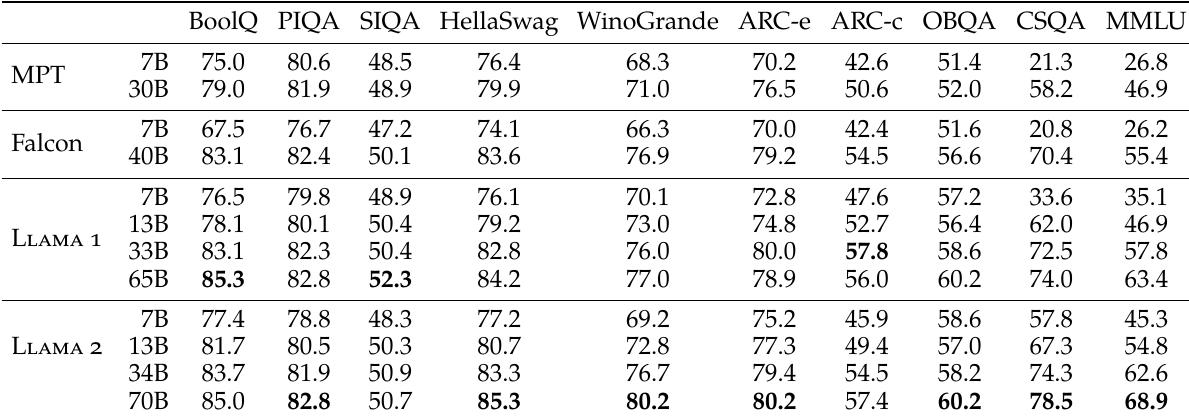 BoolQ PIQA SIQA HellaSwag WinoGrande ARC-e ARC-c OBQA CSQA MMLU
MPT 7B 75.0 80.6 48.5 76.4 68.3 70.2 42.6 51.4 21.3 26.8
30B 79.0 81.9 48.9 79.9 71.0 76.5 50.6 52.0 58.2 46.9
Falcon 7B 67.5 76.7 47.2 74.1 66.3 70.0 42.4 51.6 20.8 26.2
40B 83.1 82.4 50.1 83.6 76.9 79.2 54.5 56.6 70.4 55.4
Llama 1 7B 76.5 79.8 48.9 76.1 70.1 72.8 47.6 57.2 33.6 35.1
13B 78.1 80.1 50.4 79.2 73.0 74.8 52.7 56.4 62.0 46.9
33B 83.1 82.3 50.4 82.8 76.0 80.0 57.8 58.6 72.5 57.8
65B 85.3 82.8 52.3 84.2 77.0 78.9 56.0 60.2 74.0 63.4
Llama 2 7B 77.4 78.8 48.3 77.2 69.2 75.2 45.9 58.6 57.8 45.3
13B 81.7 80.5 50.3 80.7 72.8 77.3 49.4 57.0 67.3 54.8
34B 83.7 81.9 50.9 83.3 76.7 79.4 54.5 58.2 74.3 62.6
70B 85.0 82.8 50.7 85.3 80.2 80.2 57.4 60.2 78.5 68.9